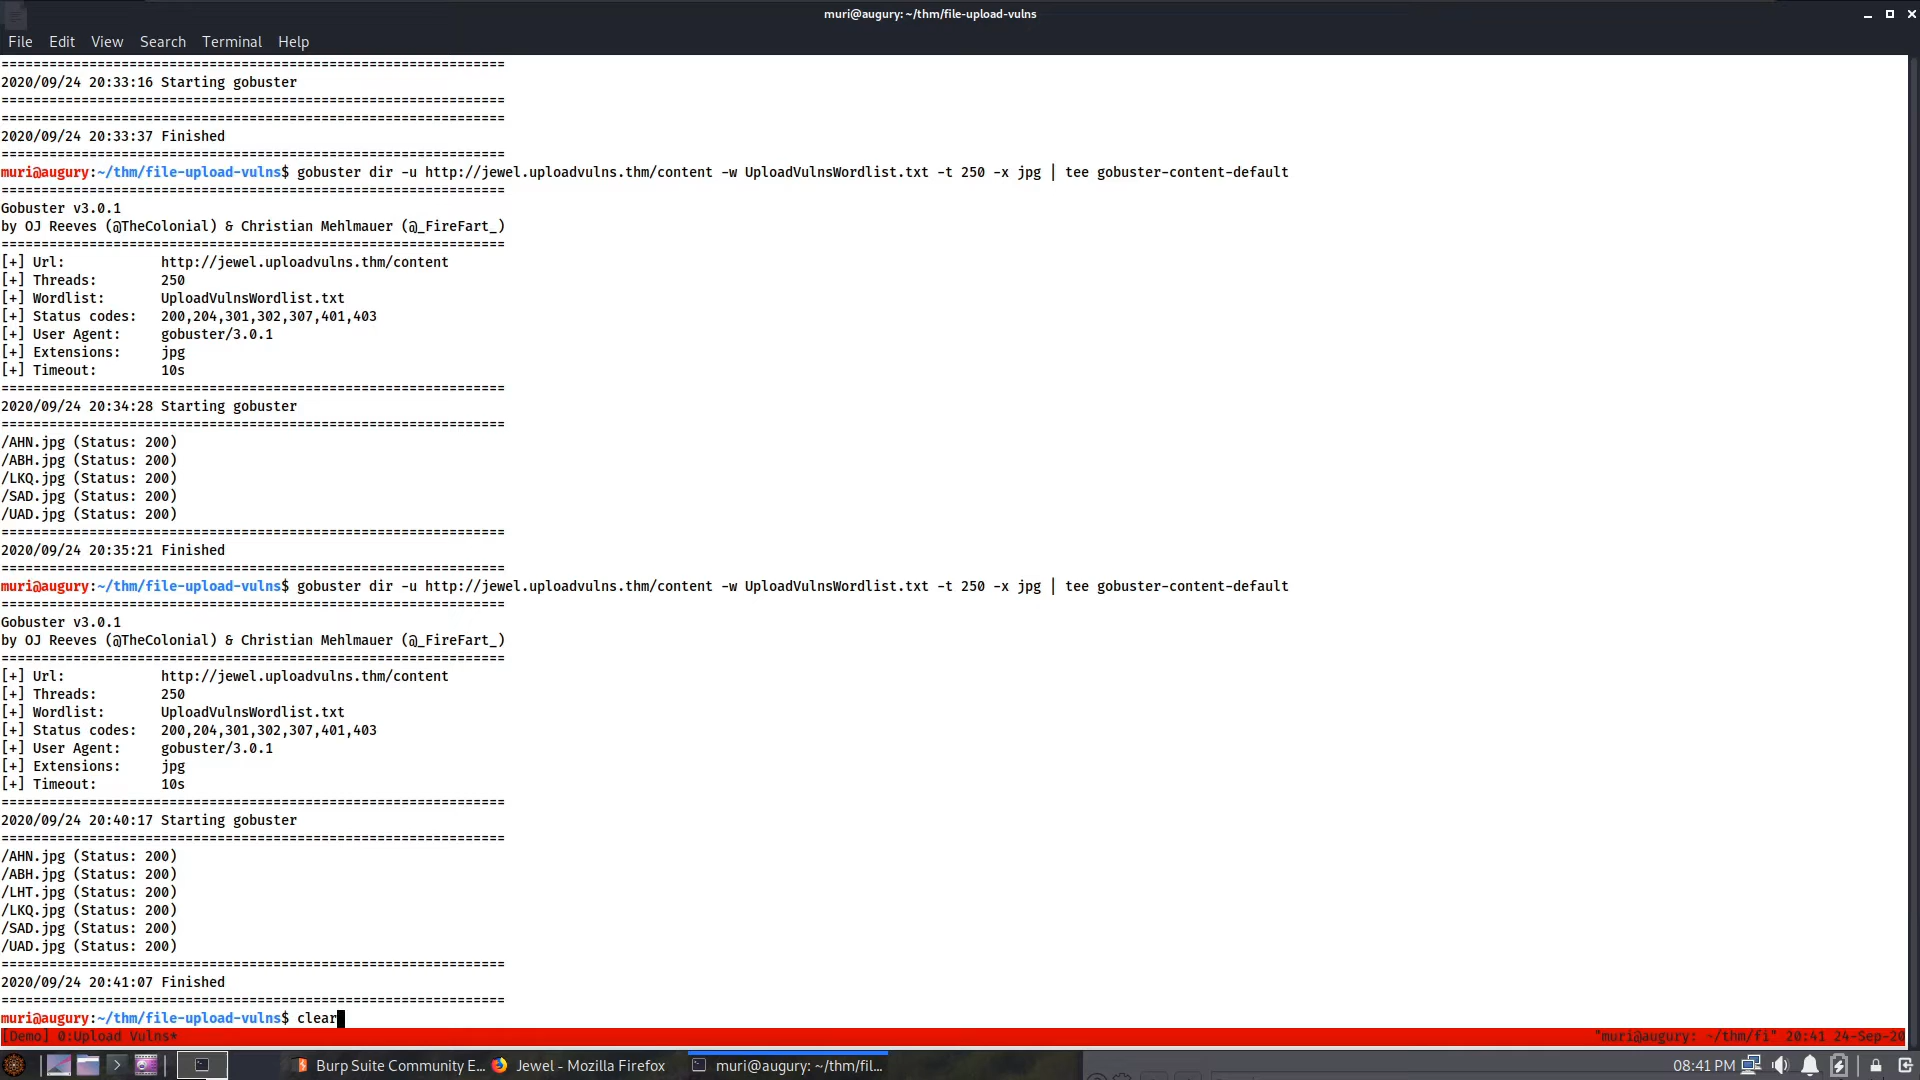 muri@augury: ~/thm/file-upload-vulns
File Edit View Search Terminal Help
===============================================================
2020/09/24 20:33:16 Starting gobuster
===============================================================
===============================================================
2020/09/24 20:33:37 Finished
===============================================================
muri@augury:~/thm/file-upload-vulns$ gobuster dir -u http://jewel.uploadvulns.thm/content -w UploadVulnsWordlist.txt -t 250 -x jpg | tee gobuster-content-default
===============================================================
Gobuster v3.0.1
by OJ Reeves (@TheColonial) & Christian Mehlmauer (@_FireFart_)
===============================================================
[+] Url:            http://jewel.uploadvulns.thm/content
[+] Threads:        250
[+] Wordlist:       UploadVulnsWordlist.txt
[+] Status codes:   200,204,301,302,307,401,403
[+] User Agent:     gobuster/3.0.1
[+] Extensions:     jpg
[+] Timeout:        10s
===============================================================
2020/09/24 20:34:28 Starting gobuster
===============================================================
/AHN.jpg (Status: 200)
/ABH.jpg (Status: 200)
/LKQ.jpg (Status: 200)
/SAD.jpg (Status: 200)
/UAD.jpg (Status: 200)
===============================================================
2020/09/24 20:35:21 Finished
===============================================================
muri@augury:~/thm/file-upload-vulns$ gobuster dir -u http://jewel.uploadvulns.thm/content -w UploadVulnsWordlist.txt -t 250 -x jpg | tee gobuster-content-default
===============================================================
Gobuster v3.0.1
by OJ Reeves (@TheColonial) & Christian Mehlmauer (@_FireFart_)
===============================================================
[+] Url:            http://jewel.uploadvulns.thm/content
[+] Threads:        250
[+] Wordlist:       UploadVulnsWordlist.txt
[+] Status codes:   200,204,301,302,307,401,403
[+] User Agent:     gobuster/3.0.1
[+] Extensions:     jpg
[+] Timeout:        10s
===============================================================
2020/09/24 20:40:17 Starting gobuster
===============================================================
/AHN.jpg (Status: 200)
/ABH.jpg (Status: 200)
/LHT.jpg (Status: 200)
/LKQ.jpg (Status: 200)
/SAD.jpg (Status: 200)
/UAD.jpg (Status: 200)
===============================================================
2020/09/24 20:41:07 Finished
===============================================================
muri@augury:~/thm/file-upload-vulns$ clear
[Demo] 0:Upload Vulns* "muri@augury: ~/thm/fi" 20:41 24-Sep-20
Burp Suite Community E... Jewel - Mozilla Firefox muri@augury: ~/thm/fil... 08:41 PM